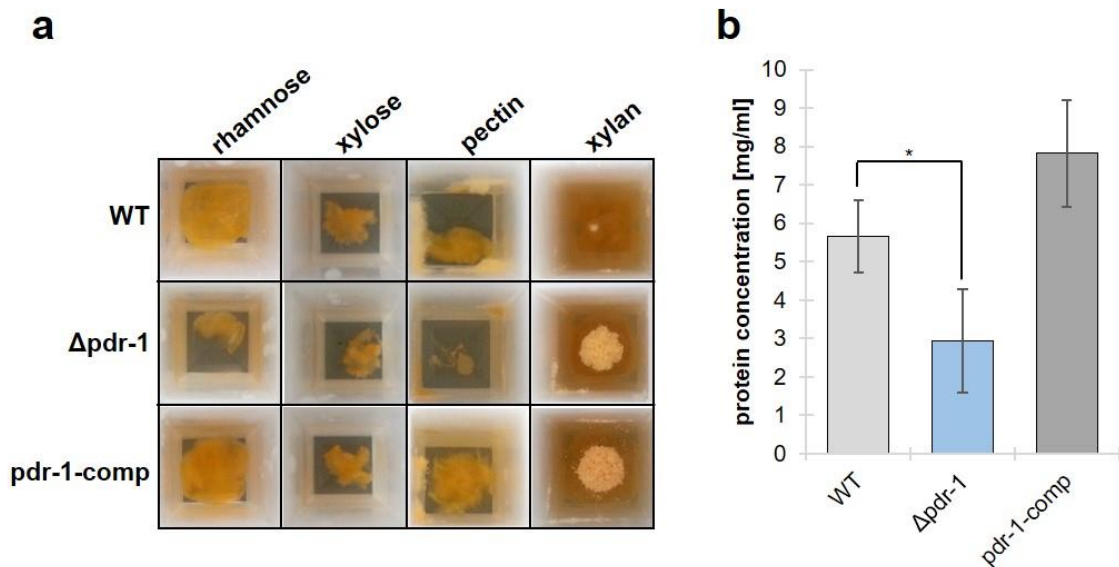 a
rhamnose
xylose
pectin
xylan
WT
Δpdr-1
pdr-1-comp
b
protein concentration [mg/ml]
10
9
8
7
6
5
4
3
2
1
0
*
WT
Δpdr-1
pdr-1-comp